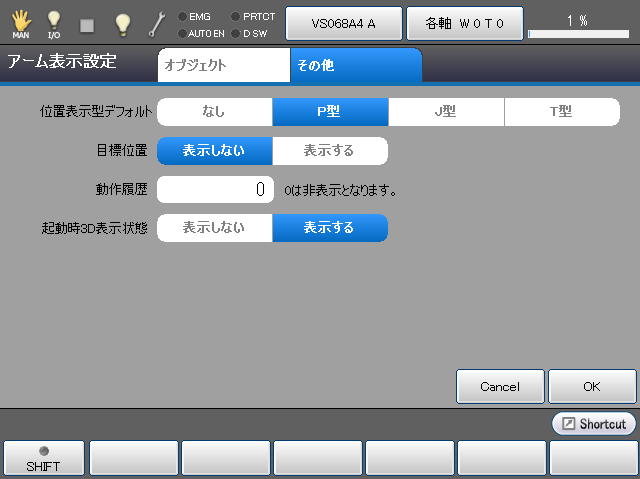 MAN I/O EMG PRTCT VS068A4 A 各軸 W0T0 1 %
AUTO EN D SW
アーム表示設定 オブジェクト その他
位置表示型デフォルト なし P型 J型 T型
目標位置 表示しない 表示する
動作履歴 0 0は非表示となります。
起動時3D表示状態 表示しない 表示する
Cancel OK
Shortcut
SHIFT